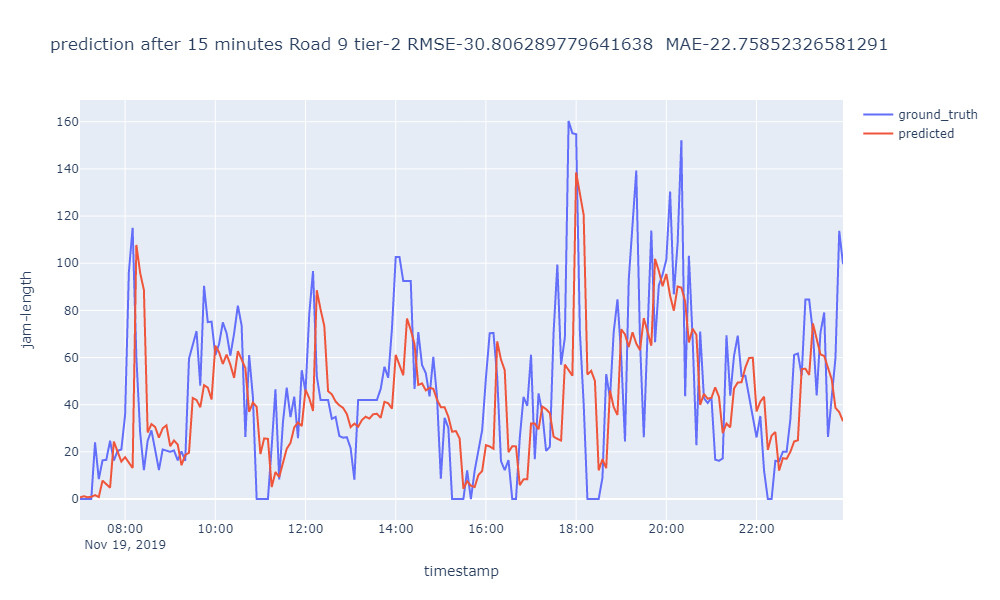 prediction after 15 minutes Road 9 tier-2 RMSE-30.806289779641638  MAE-22.75852326581291
ground_truth
predicted
160
140
120
100
80
60
40
20
0
jam-length
08:00 10:00 12:00 14:00 16:00 18:00 20:00 22:00
Nov 19, 2019
timestamp